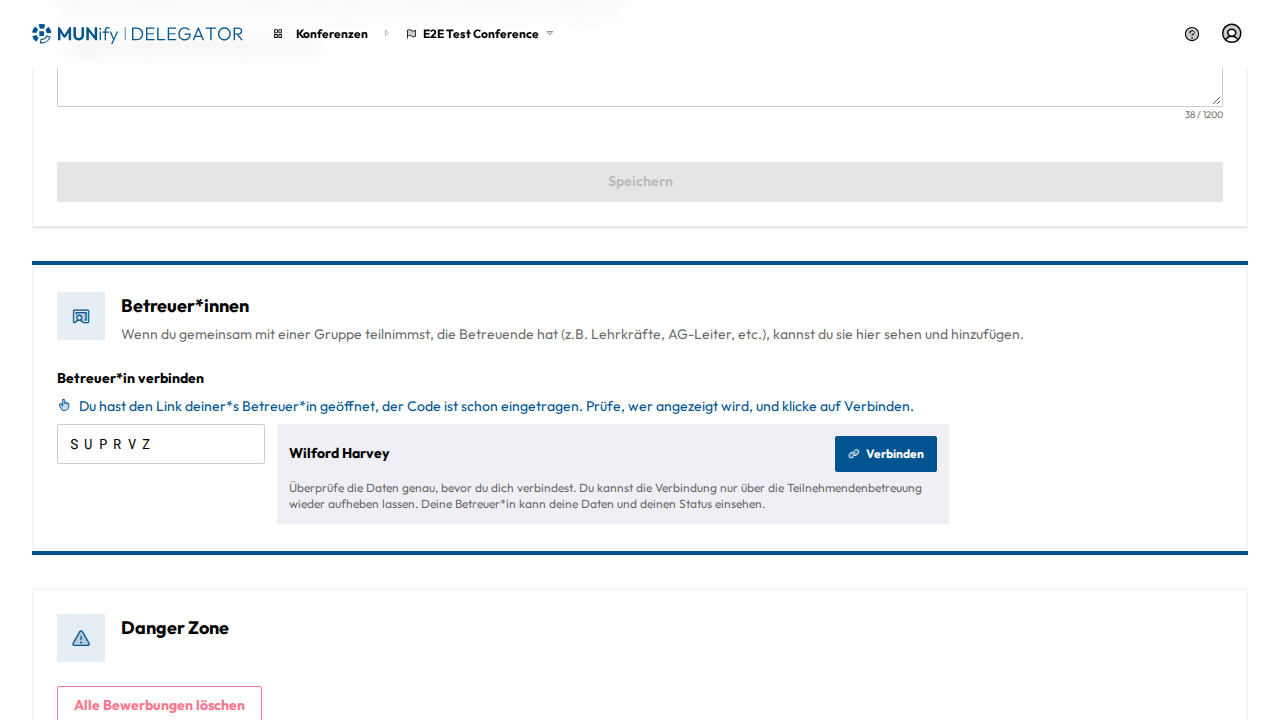 MUNify | DELEGATOR
Konferenzen
E2E Test Conference
38 / 1200
Speichern
Betreuer*innen
Wenn du gemeinsam mit einer Gruppe teilnimmst, die Betreuende hat (z.B. Lehrkräfte, AG-Leiter, etc.), kannst du sie hier sehen und hinzufügen.
Betreuer*in verbinden
Du hast den Link deiner*s Betreuer*in geöffnet, der Code ist schon eingetragen. Prüfe, wer angezeigt wird, und klicke auf Verbinden.
SUPRVZ
Wilford Harvey
Verbinden
Überprüfe die Daten genau, bevor du dich verbindest. Du kannst die Verbindung nur über die Teilnehmendenbetreuung
wieder aufheben lassen. Deine Betreuer*in kann deine Daten und deinen Status einsehen.
Danger Zone
Alle Bewerbungen löschen